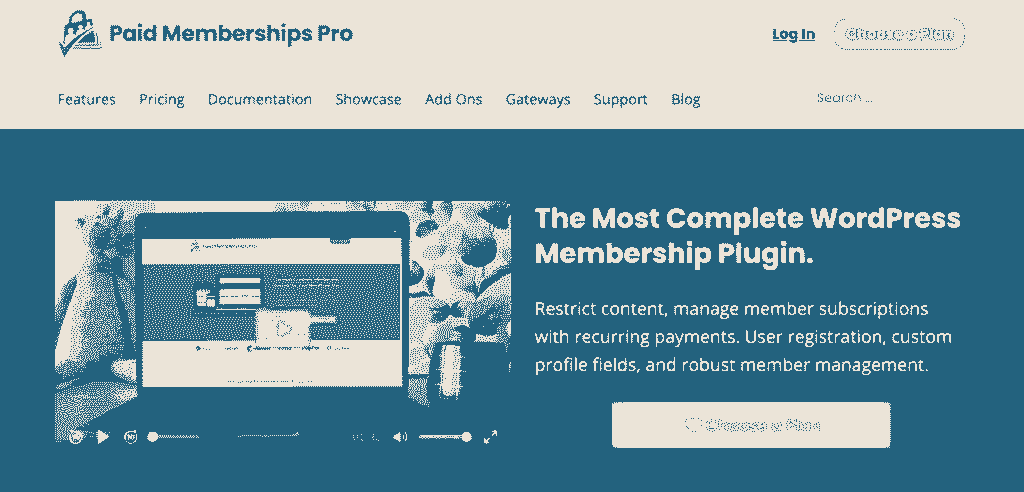 Paid Memberships Pro
Log In
Choose a Plan
Features Pricing Documentation Showcase Add Ons Gateways Support Blog
Search ...
The Most Complete WordPress
Membership Plugin.
Restrict content, manage member subscriptions
with recurring payments. User registration, custom
profile fields, and robust member management.
Choose a Plan